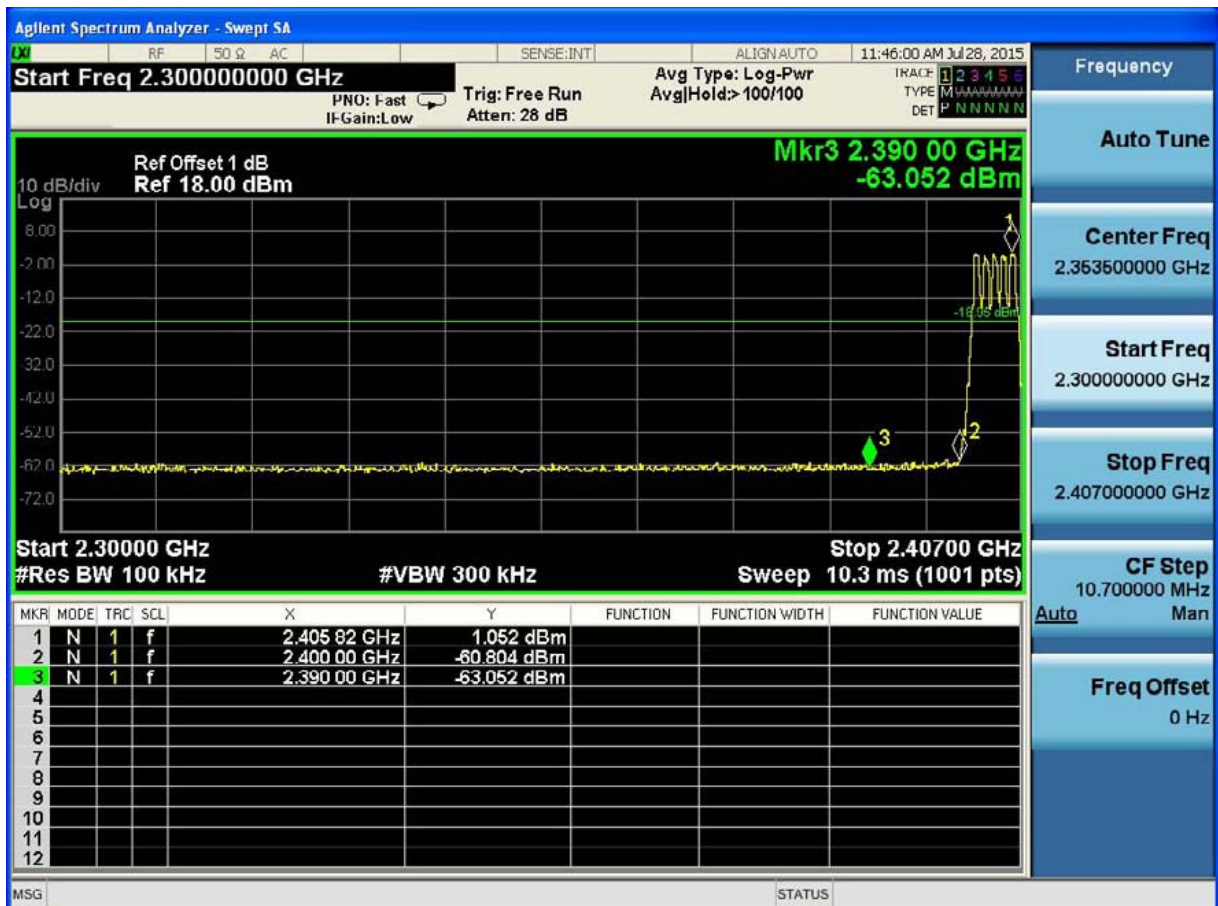 Agilent Spectrum Analyzer - Swept SA
LXI RF 50 Ω AC SENSE:INT ALIGN AUTO 11:46:00 AM Jul 28, 2015
Start Freq 2.300000000 GHz
PNO: Fast
IFGain:Low
Trig: Free Run
Atten: 28 dB
Avg Type: Log-Pwr
Avg|Hold:> 100/100
TRACE 1 2 3 4 5 6
TYPE M
DET P N N N N N
Ref Offset 1 dB
Ref 18.00 dBm
10 dB/div
Log
Mkr3 2.390 00 GHz
-63.052 dBm
8.00
-2.00
-12.0
-22.0
-32.0
-42.0
-52.0
-62.0
-72.0
1
-18.95 dBm
3
2
Start 2.30000 GHz
Stop 2.40700 GHz
#Res BW 100 kHz
#VBW 300 kHz
Sweep 10.3 ms (1001 pts)
MKR MODE TRC SCL X Y FUNCTION FUNCTION WIDTH FUNCTION VALUE
1 N 1 f 2.405 82 GHz 1.052 dBm
2 N 1 f 2.400 00 GHz -60.804 dBm
3 N 1 f 2.390 00 GHz -63.052 dBm
4
5
6
7
8
9
10
11
12
MSG
STATUS
Frequency
Auto Tune
Center Freq
2.353500000 GHz
Start Freq
2.300000000 GHz
Stop Freq
2.407000000 GHz
CF Step
10.700000 MHz
Auto Man
Freq Offset
0 Hz